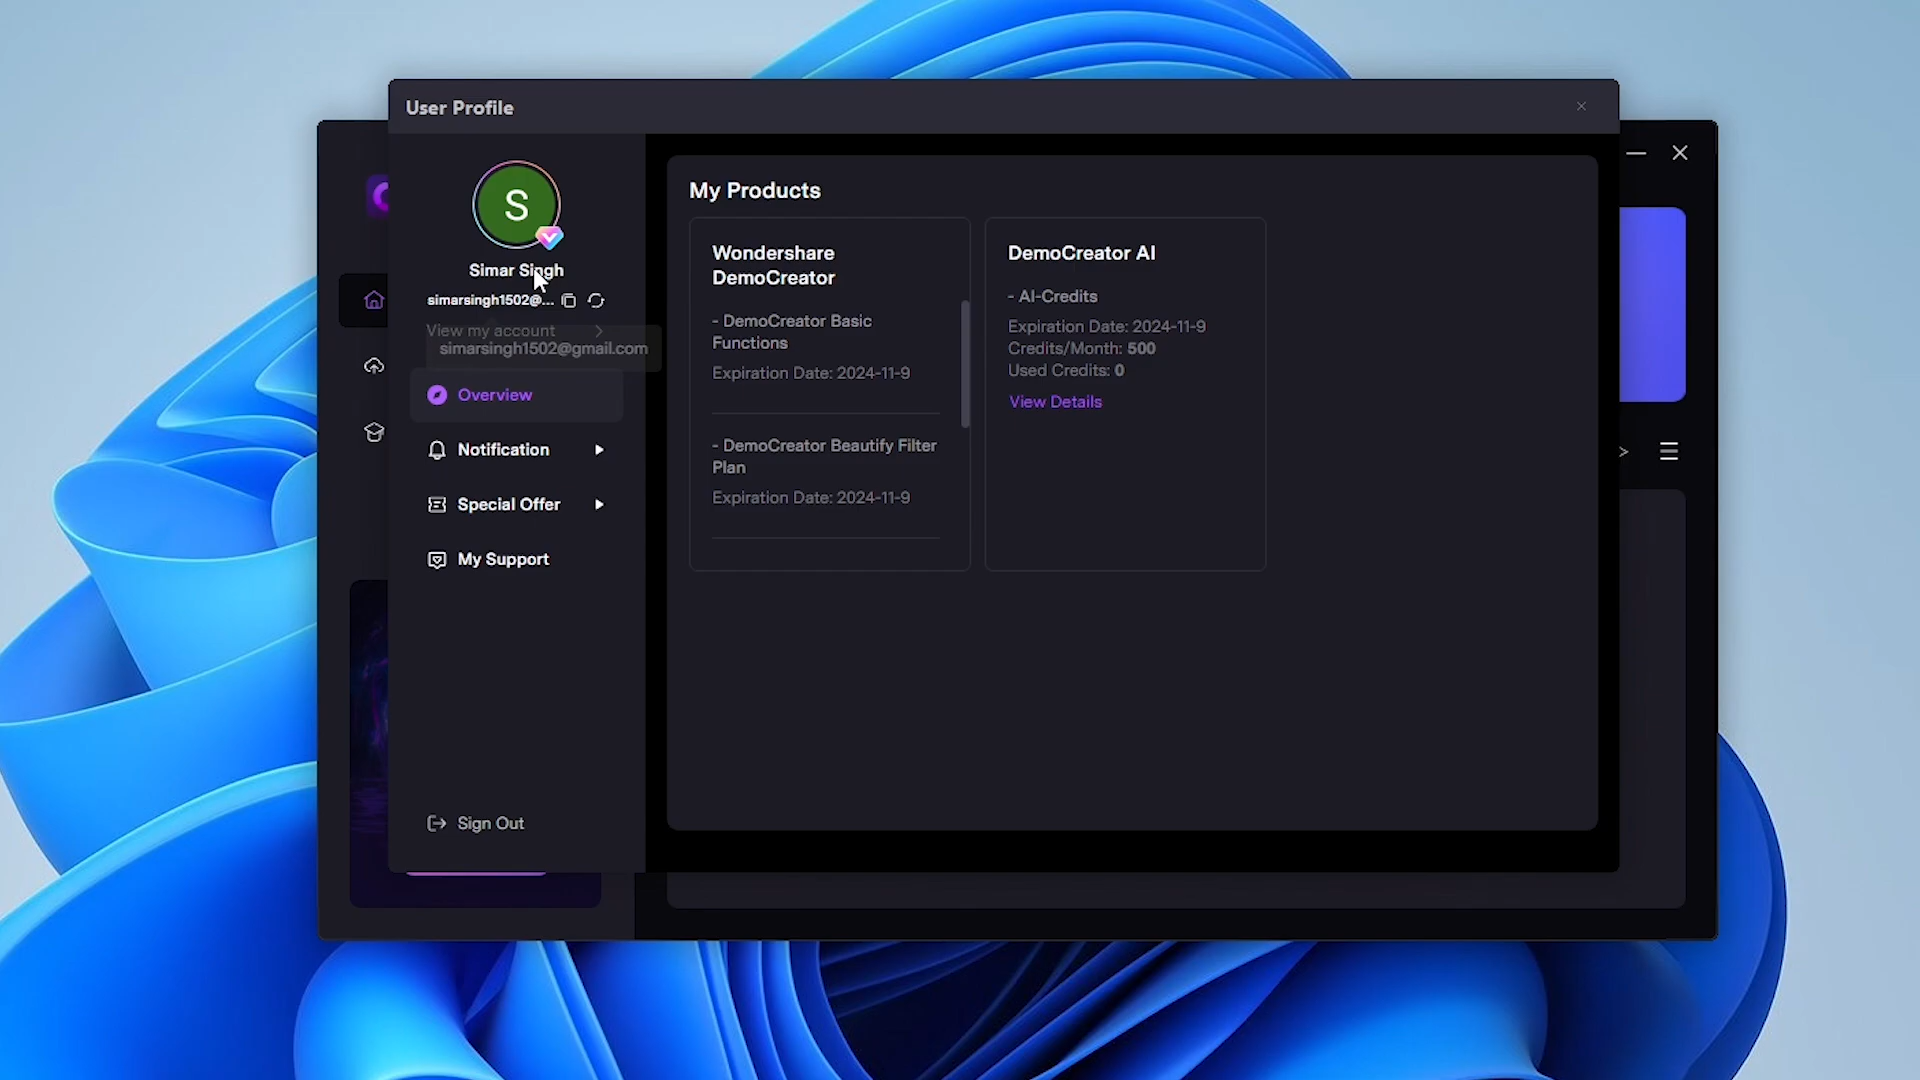 User Profile
S
Simar Singh
simarsingh1502@...
View my account
simarsingh1502@gmail.com
Overview
Notification
Special Offer
My Support
Sign Out
My Products
Wondershare
DemoCreator
- DemoCreator Basic
Functions
Expiration Date: 2024-11-9
- DemoCreator Beautify Filter
Plan
Expiration Date: 2024-11-9
DemoCreator AI
- AI-Credits
Expiration Date: 2024-11-9
Credits/Month: 500
Used Credits: 0
View Details